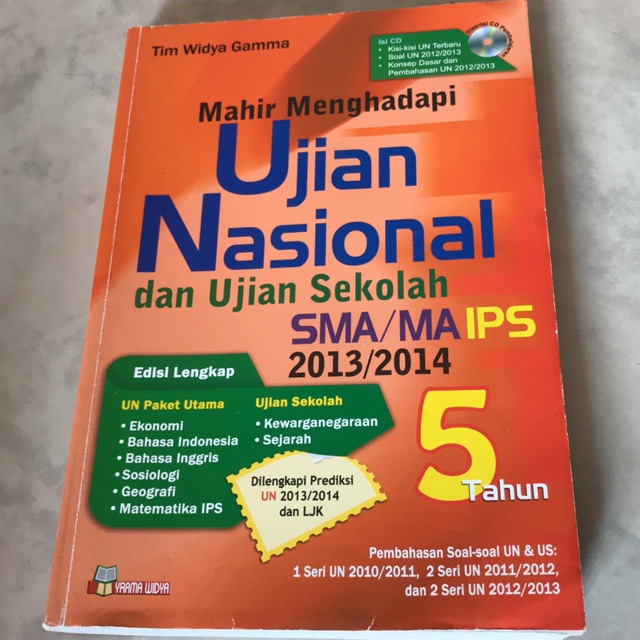 Tim Widya Gamma
Isi CD
• Kisi-kisi UN Terbaru
• Soal UN 2012/2013
• Konsep Dasar dan
Pembahasan UN 2012/2013
Disertai CD Pembelajaran
Mahir Menghadapi
Ujian
Nasional
dan Ujian Sekolah
SMA/MA IPS
2013/2014
Edisi Lengkap
UN Paket Utama
• Ekonomi
• Bahasa Indonesia
• Bahasa Inggris
• Sosiologi
• Geografi
• Matematika IPS
Ujian Sekolah
• Kewarganegaraan
• Sejarah
Dilengkapi Prediksi
UN 2013/2014
dan LJK
5
Tahun
Pembahasan Soal-soal UN & US:
1 Seri UN 2010/2011, 2 Seri UN 2011/2012,
dan 2 Seri UN 2012/2013
YRAMA WIDYA